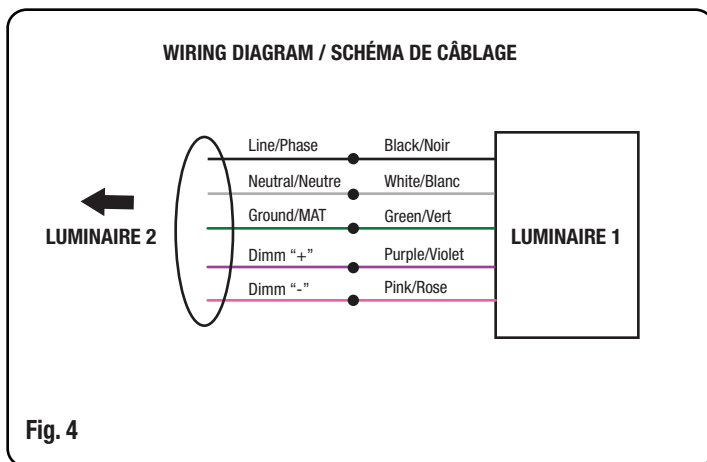 WIRING DIAGRAM / SCHÉMA DE CÂBLAGE
Line/Phase Black/Noir
Neutral/Neutre White/Blanc
Ground/MAT Green/Vert
LUMINAIRE 2
LUMINAIRE 1
Dimm “+” Purple/Violet
Dimm “-” Pink/Rose
Fig. 4